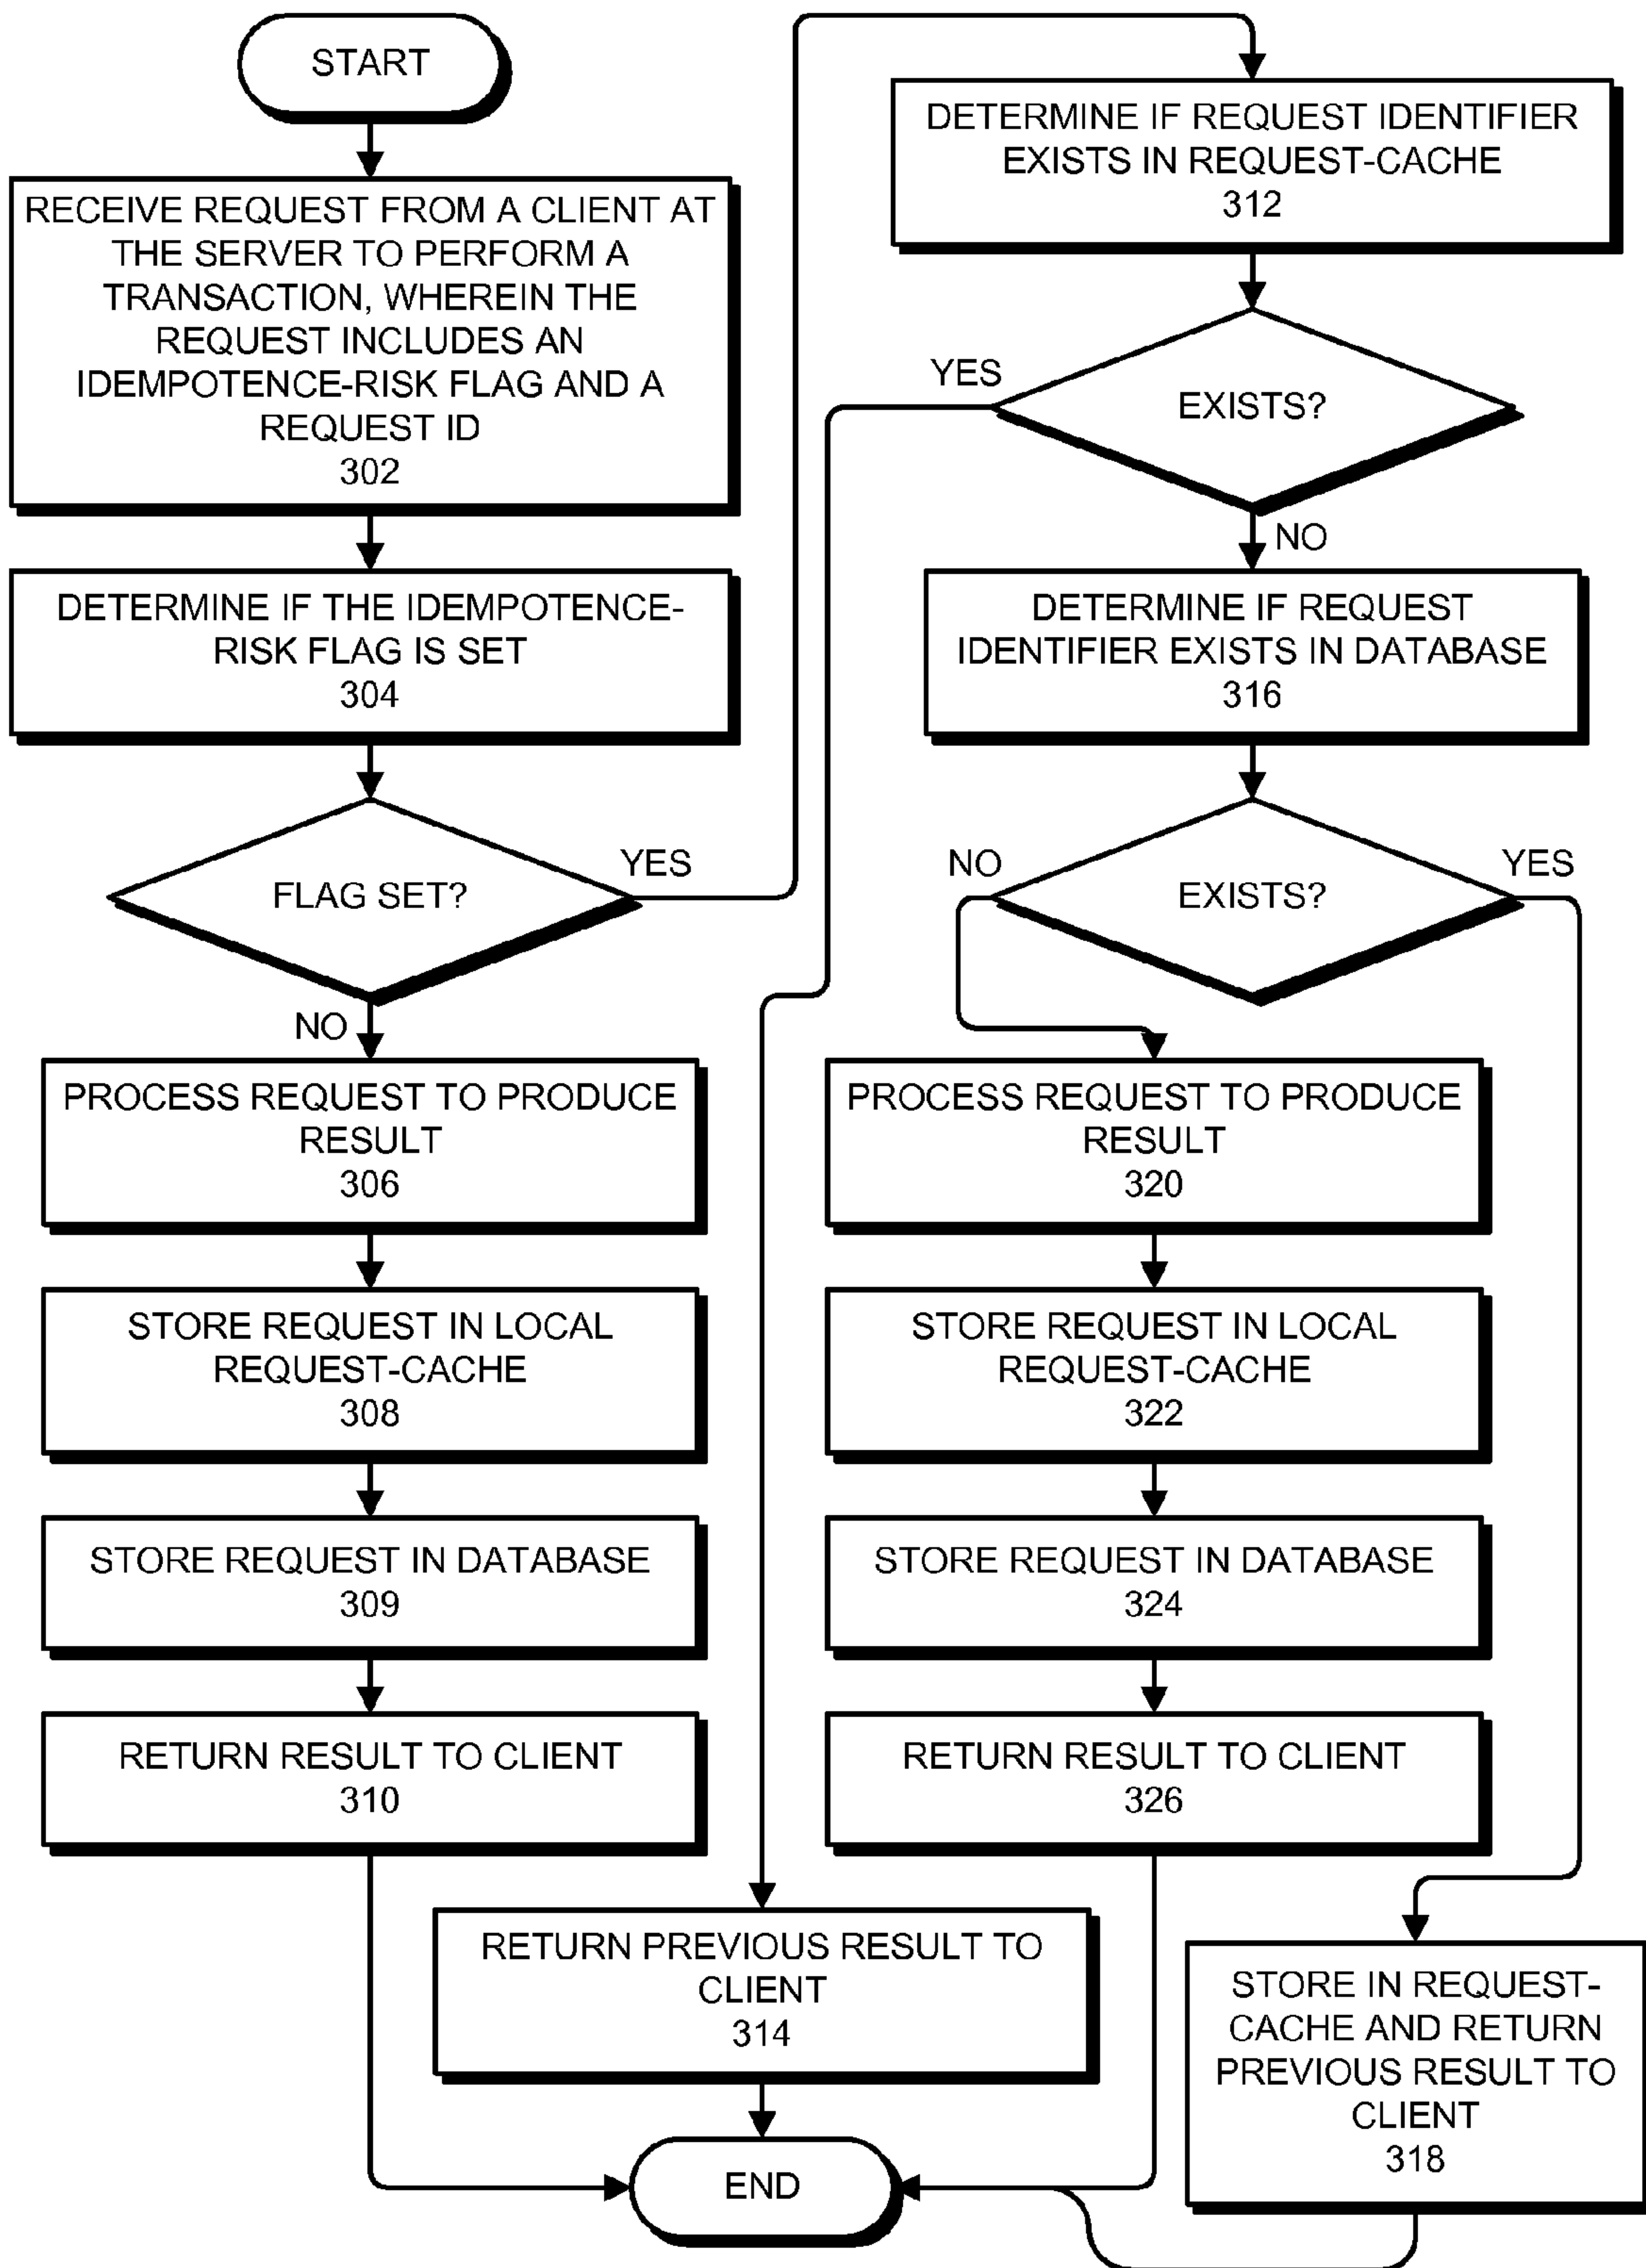 START
RECEIVE REQUEST FROM A CLIENT AT
THE SERVER TO PERFORM A
TRANSACTION, WHEREIN THE
REQUEST INCLUDES AN
IDEMPOTENCE-RISK FLAG AND A
REQUEST ID
302
DETERMINE IF THE IDEMPOTENCE-
RISK FLAG IS SET
304
FLAG SET?
YES
NO
PROCESS REQUEST TO PRODUCE
RESULT
306
STORE REQUEST IN LOCAL
REQUEST-CACHE
308
STORE REQUEST IN DATABASE
309
RETURN RESULT TO CLIENT
310
DETERMINE IF REQUEST IDENTIFIER
EXISTS IN REQUEST-CACHE
312
YES
EXISTS?
NO
DETERMINE IF REQUEST
IDENTIFIER EXISTS IN DATABASE
316
NO
EXISTS?
YES
PROCESS REQUEST TO PRODUCE
RESULT
320
STORE REQUEST IN LOCAL
REQUEST-CACHE
322
STORE REQUEST IN DATABASE
324
RETURN RESULT TO CLIENT
326
RETURN PREVIOUS RESULT TO
CLIENT
314
STORE IN REQUEST-
CACHE AND RETURN
PREVIOUS RESULT TO
CLIENT
318
END